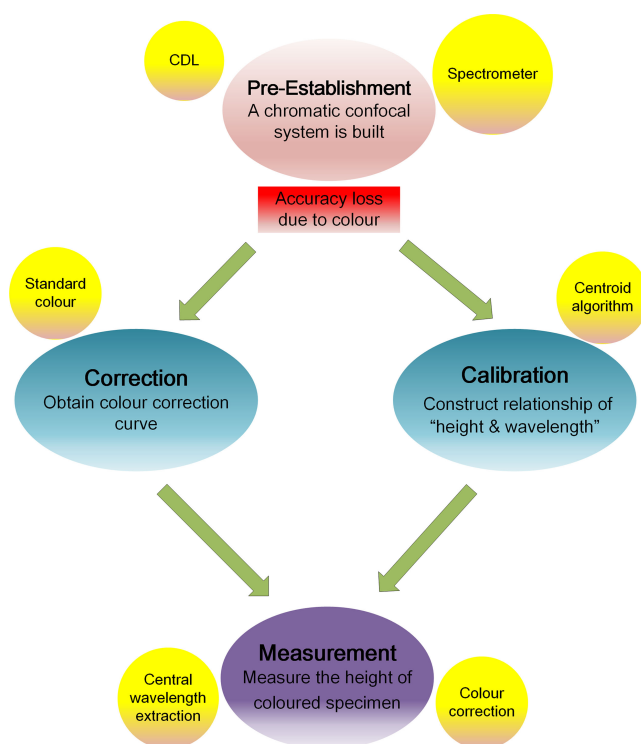 CDL
Pre-Establishment
A chromatic confocal
system is built
Spectrometer
Accuracy loss
due to colour
Standard
colour
Centroid
algorithm
Correction
Obtain colour correction
curve
Calibration
Construct relationship of
“height & wavelength”
Measurement
Measure the height of
coloured specimen
Central
wavelength
extraction
Colour
correction